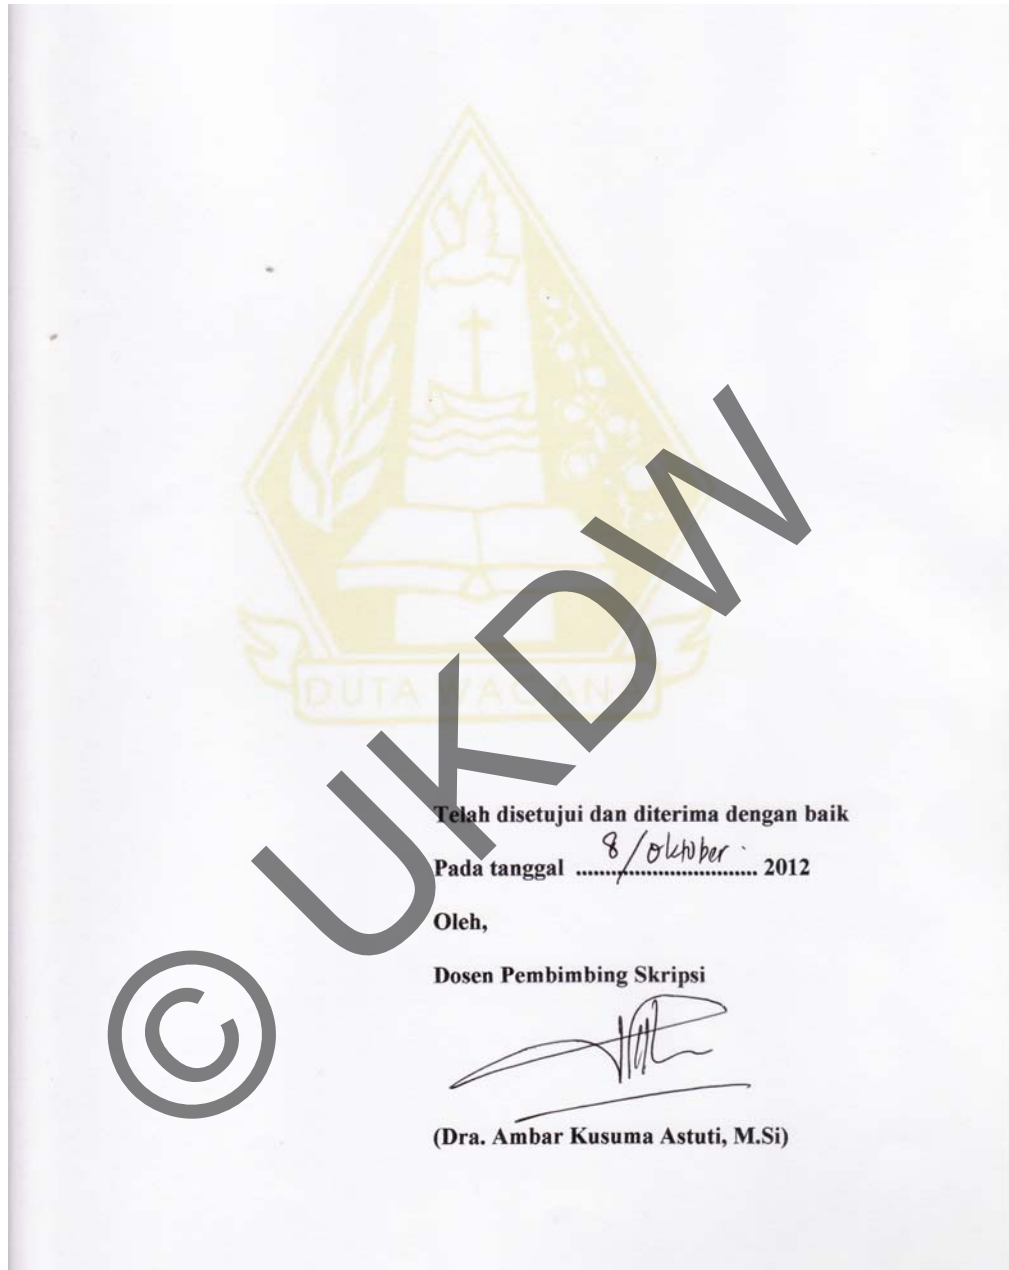 DUTA WACANA
© UKDW
Telah disetujui dan diterima dengan baik
Pada tanggal 8/oktober 2012
Oleh,
Dosen Pembimbing Skripsi
(Dra. Ambar Kusuma Astuti, M.Si)